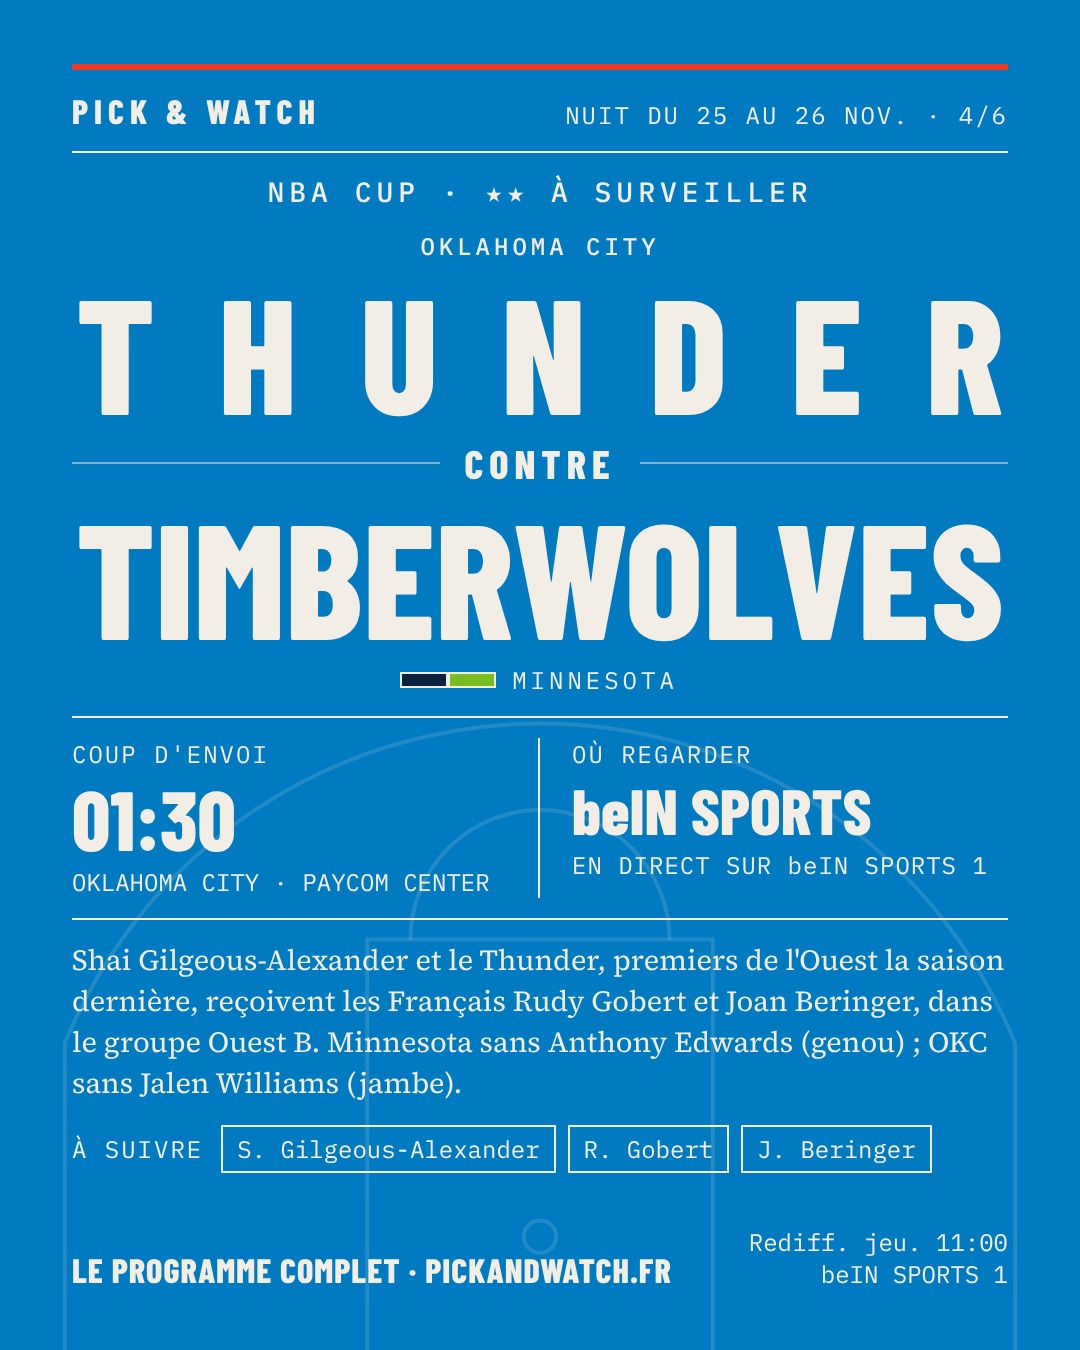 PICK & WATCH
NUIT DU 25 AU 26 NOV. · 4/6
NBA CUP · ★★ À SURVEILLER
OKLAHOMA CITY
THUNDER
CONTRE
TIMBERWOLVES
MINNESOTA
COUP D'ENVOI
01:30
OKLAHOMA CITY · PAYCOM CENTER
OÙ REGARDER
beIN SPORTS
EN DIRECT SUR beIN SPORTS 1
Shai Gilgeous-Alexander et le Thunder, premiers de l'Ouest la saison
dernière, reçoivent les Français Rudy Gobert et Joan Beringer, dans
le groupe Ouest B. Minnesota sans Anthony Edwards (genou) ; OKC
sans Jalen Williams (jambe).
À SUIVRE S. Gilgeous-Alexander R. Gobert J. Beringer
LE PROGRAMME COMPLET · PICKANDWATCH.FR
Rediff. jeu. 11:00
beIN SPORTS 1